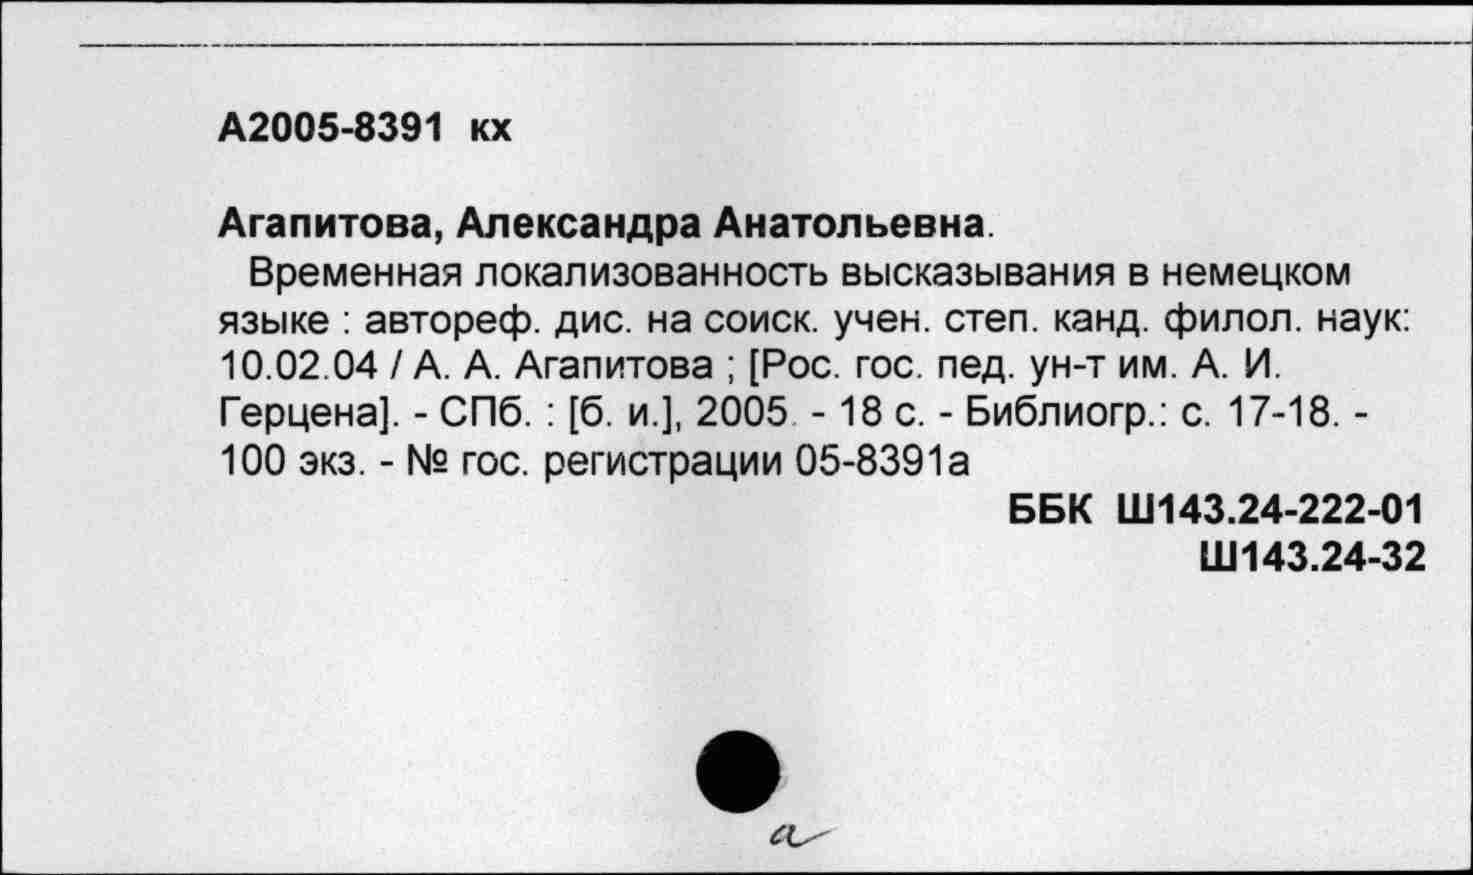 А2005-8391 кх
Агапитова, Александра Анатольевна.
Временная локализованность высказывания в немецком
языке : автореф. дис. на соиск. учен. степ. канд. филол. наук:
10.02.04 / А. А. Агапитова ; [Рос. гос. пед. ун-т им. А. И.
Герцена]. - СПб. : [б. и.], 2005. - 18 с. - Библиогр.: с. 17-18. -
100 экз. - № гос. регистрации 05-8391а
ББК Ш143.24-222-01
Ш143.24-32
а